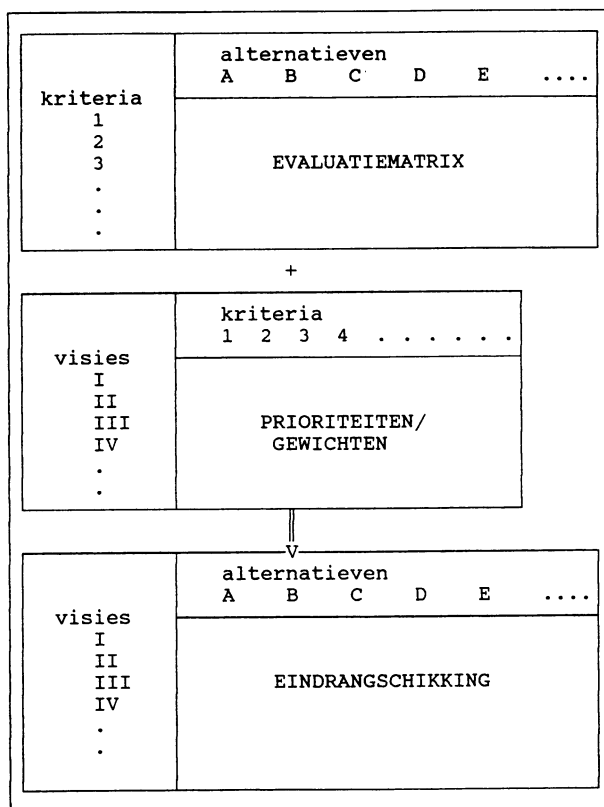 alternatieven
A B C D E ....
kriteria
1
2
3
.
.
.
EVALUATIEMATRIX
+
kriteria
1 2 3 4 . . . . . .
visies
I
II
III
IV
.
.
PRIORITEITEN/
GEWICHTEN
V
alternatieven
A B C D E ....
visies
I
II
III
IV
.
.
EINDRANGSCHIKKING